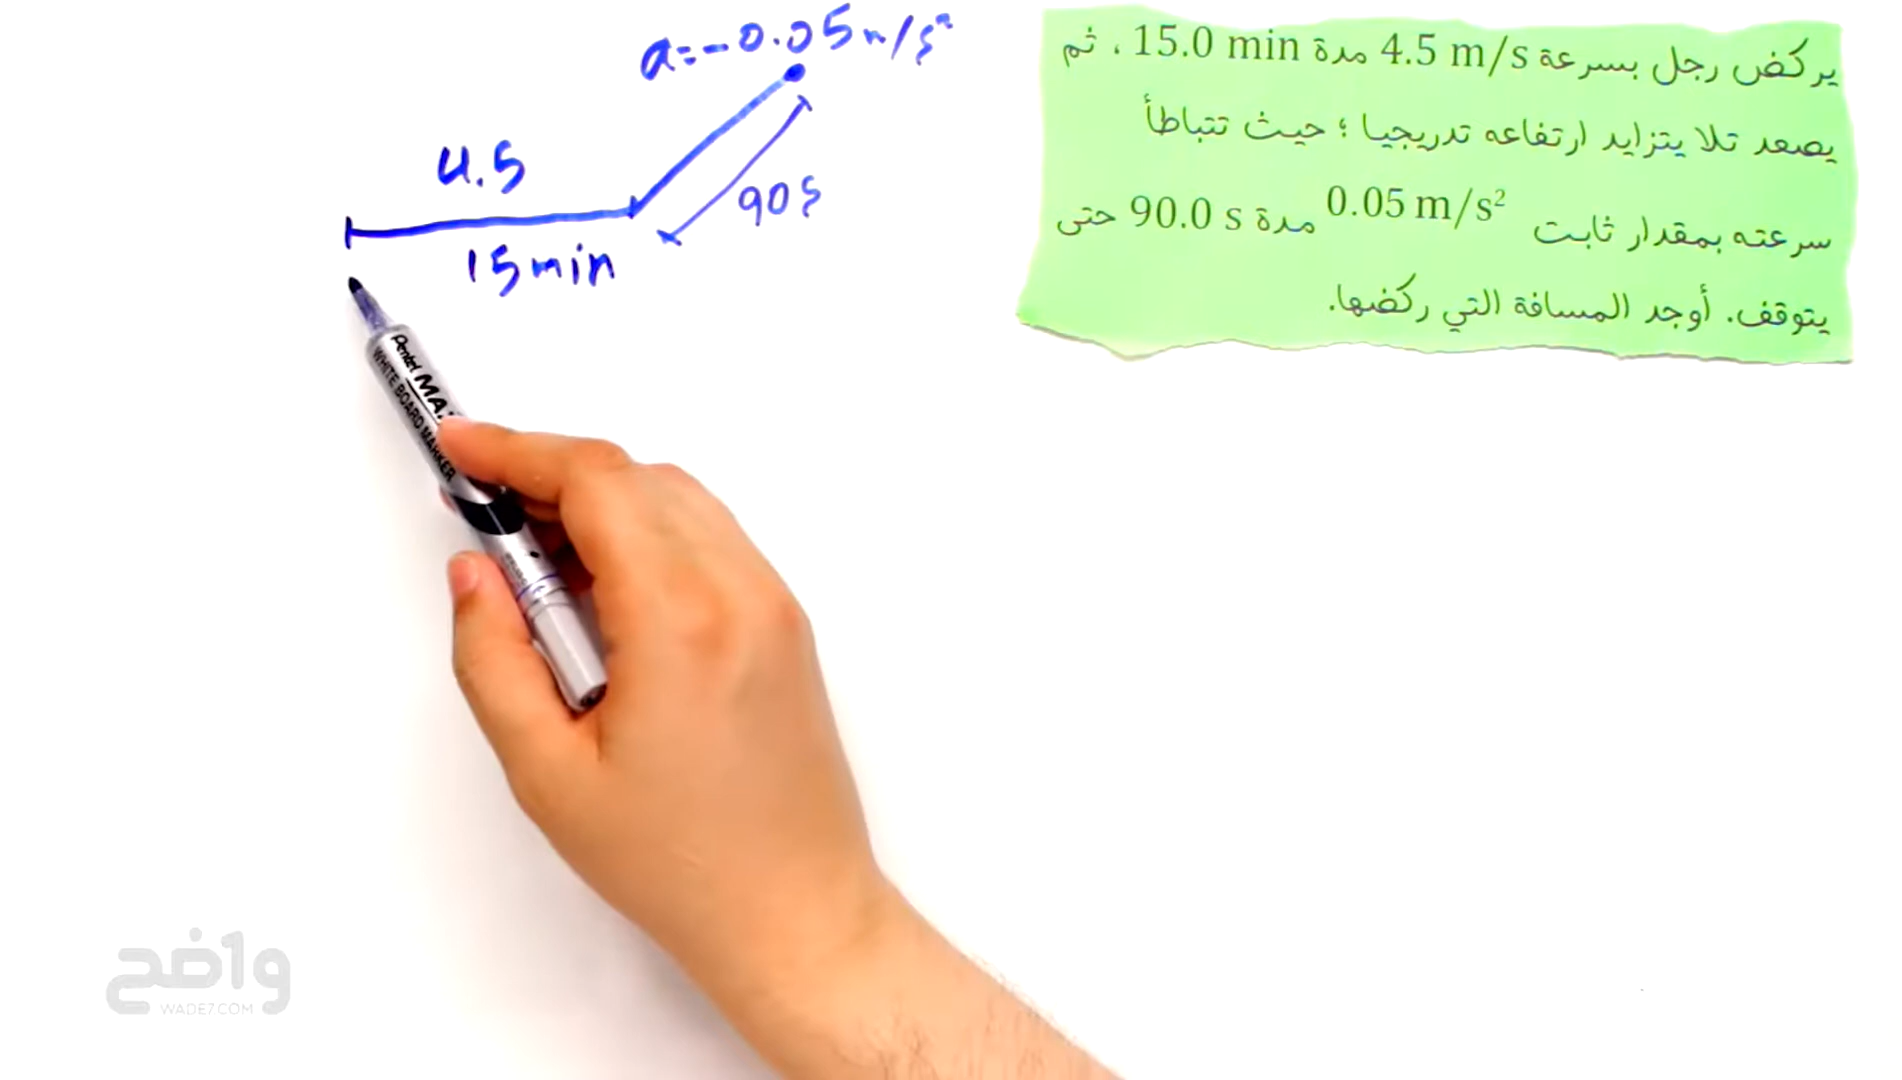 a=-0.05m/s²
4.5
90s
15min
يركض رجل بسرعة 4.5 m/s مدة 15.0 min ، ثم
يصعد تلا يتزايد ارتفاعه تدريجيا ؛ حيث تتباطأ
سرعته بمقدار ثابت 0.05 m/s² مدة 90.0 s حتى
يتوقف. أوجد المسافة التي ركضها.
Pentel MA
WHITE BOARD MARKER
واضح
WADE7.COM